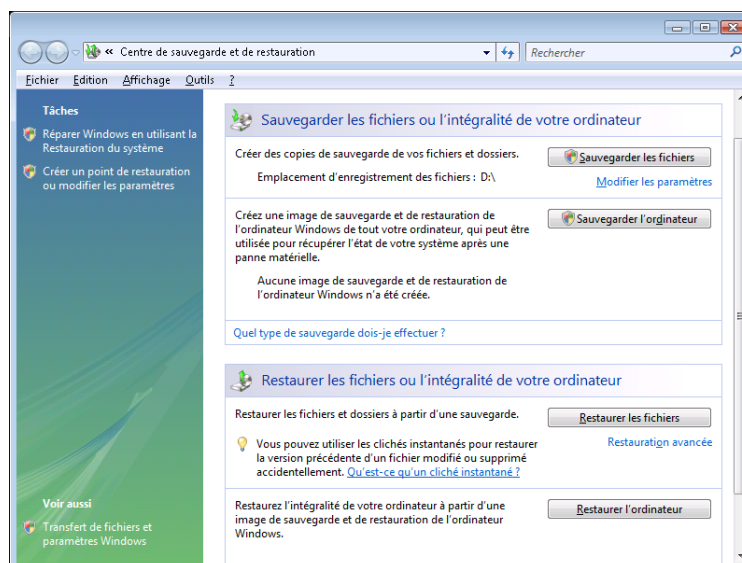 « Centre de sauvegarde et de restauration
Rechercher
Fichier Edition Affichage Outils ?
Tâches
Réparer Windows en utilisant la
Restauration du système
Créer un point de restauration
ou modifier les paramètres
Voir aussi
Transfert de fichiers et
paramètres Windows
Sauvegarder les fichiers ou l'intégralité de votre ordinateur
Créer des copies de sauvegarde de vos fichiers et dossiers.
Sauvegarder les fichiers
Emplacement d'enregistrement des fichiers : D:\
Modifier les paramètres
Créez une image de sauvegarde et de restauration de
l'ordinateur Windows de tout votre ordinateur, qui peut être
utilisée pour récupérer l'état de votre système après une
panne matérielle.
Sauvegarder l'ordinateur
Aucune image de sauvegarde et de restauration de
l'ordinateur Windows n'a été créée.
Quel type de sauvegarde dois-je effectuer ?
Restaurer les fichiers ou l'intégralité de votre ordinateur
Restaurer les fichiers et dossiers à partir d'une sauvegarde.
Restaurer les fichiers
Vous pouvez utiliser les clichés instantanés pour restaurer
la version précédente d'un fichier modifié ou supprimé
accidentellement. Qu'est-ce qu'un cliché instantané ?
Restauration avancée
Restaurez l'intégralité de votre ordinateur à partir d'une
image de sauvegarde et de restauration de l'ordinateur
Windows.
Restaurer l'ordinateur